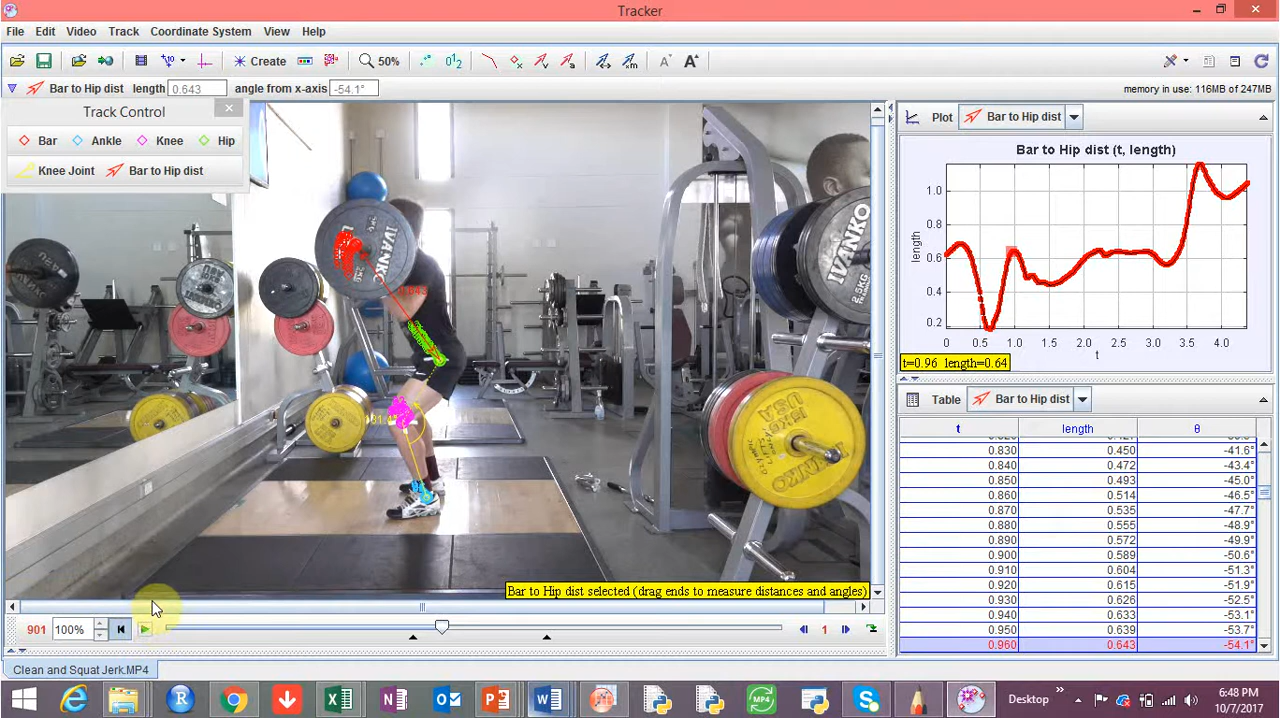 Tracker
File Edit Video Track Coordinate System View Help
Create 50%
Bar to Hip dist length 0.643 angle from x-axis -54.1°
memory in use: 116MB of 247MB
Track Control
Bar Ankle Knee Hip
Knee Joint Bar to Hip dist
IVANKO
0.643
IVANKO
2.5KG
USA
IVANKO
Bar to Hip dist selected (drag ends to measure distances and angles)
901 100% 1
Clean and Squat Jerk.MP4
Plot Bar to Hip dist
Bar to Hip dist (t, length)
length
1.0
0.8
0.6
0.4
0.2
0 0.5 1.0 1.5 2.0 2.5 3.0 3.5 4.0
t
t=0.96 length=0.64
Table Bar to Hip dist
t length θ
0.830 0.450 -41.6°
0.840 0.472 -43.4°
0.850 0.493 -45.0°
0.860 0.514 -46.5°
0.870 0.535 -47.7°
0.880 0.555 -48.9°
0.890 0.572 -49.9°
0.900 0.589 -50.6°
0.910 0.604 -51.3°
0.920 0.615 -51.9°
0.930 0.626 -52.5°
0.940 0.633 -53.1°
0.950 0.639 -53.7°
0.960 0.643 -54.1°
Desktop
6:48 PM
10/7/2017